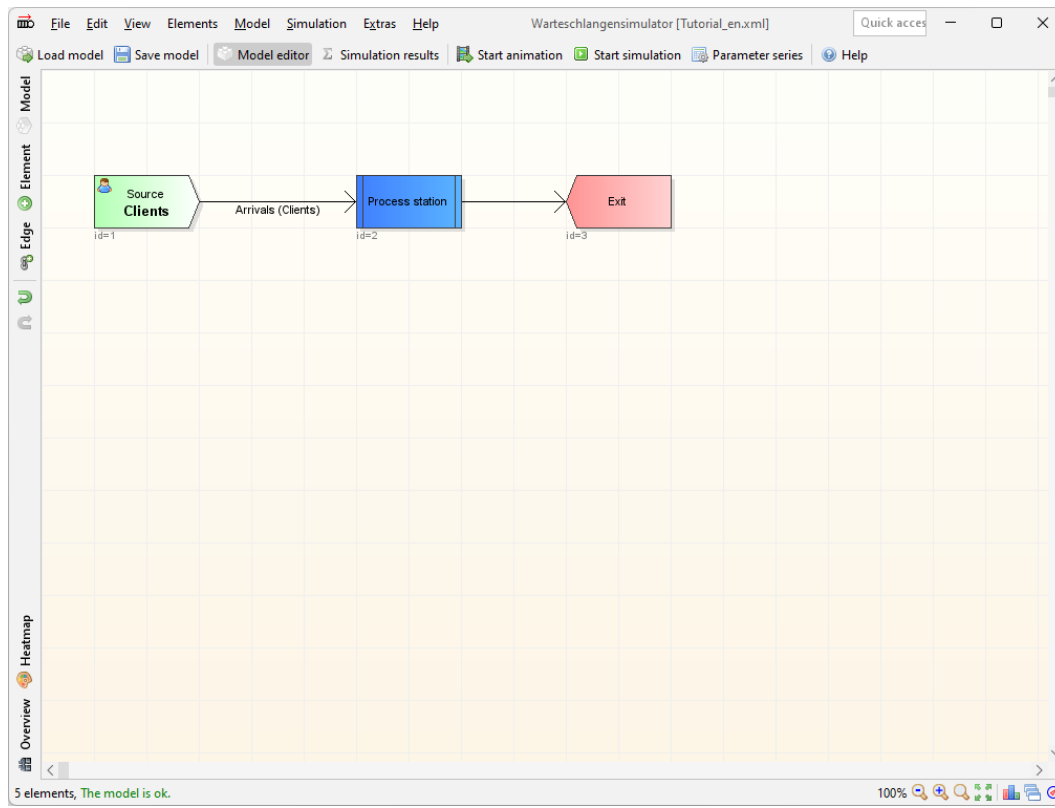 File Edit View Elements Model Simulation Extras Help Warteschlangensimulator [Tutorial_en.xml] Quick acces
Load model Save model Model editor Σ Simulation results Start animation Start simulation Parameter series Help
Model
Element
Edge
Heatmap
Overview
Source
Clients
id=1
Arrivals (Clients)
Process station
id=2
Exit
id=3
5 elements, The model is ok. 100%